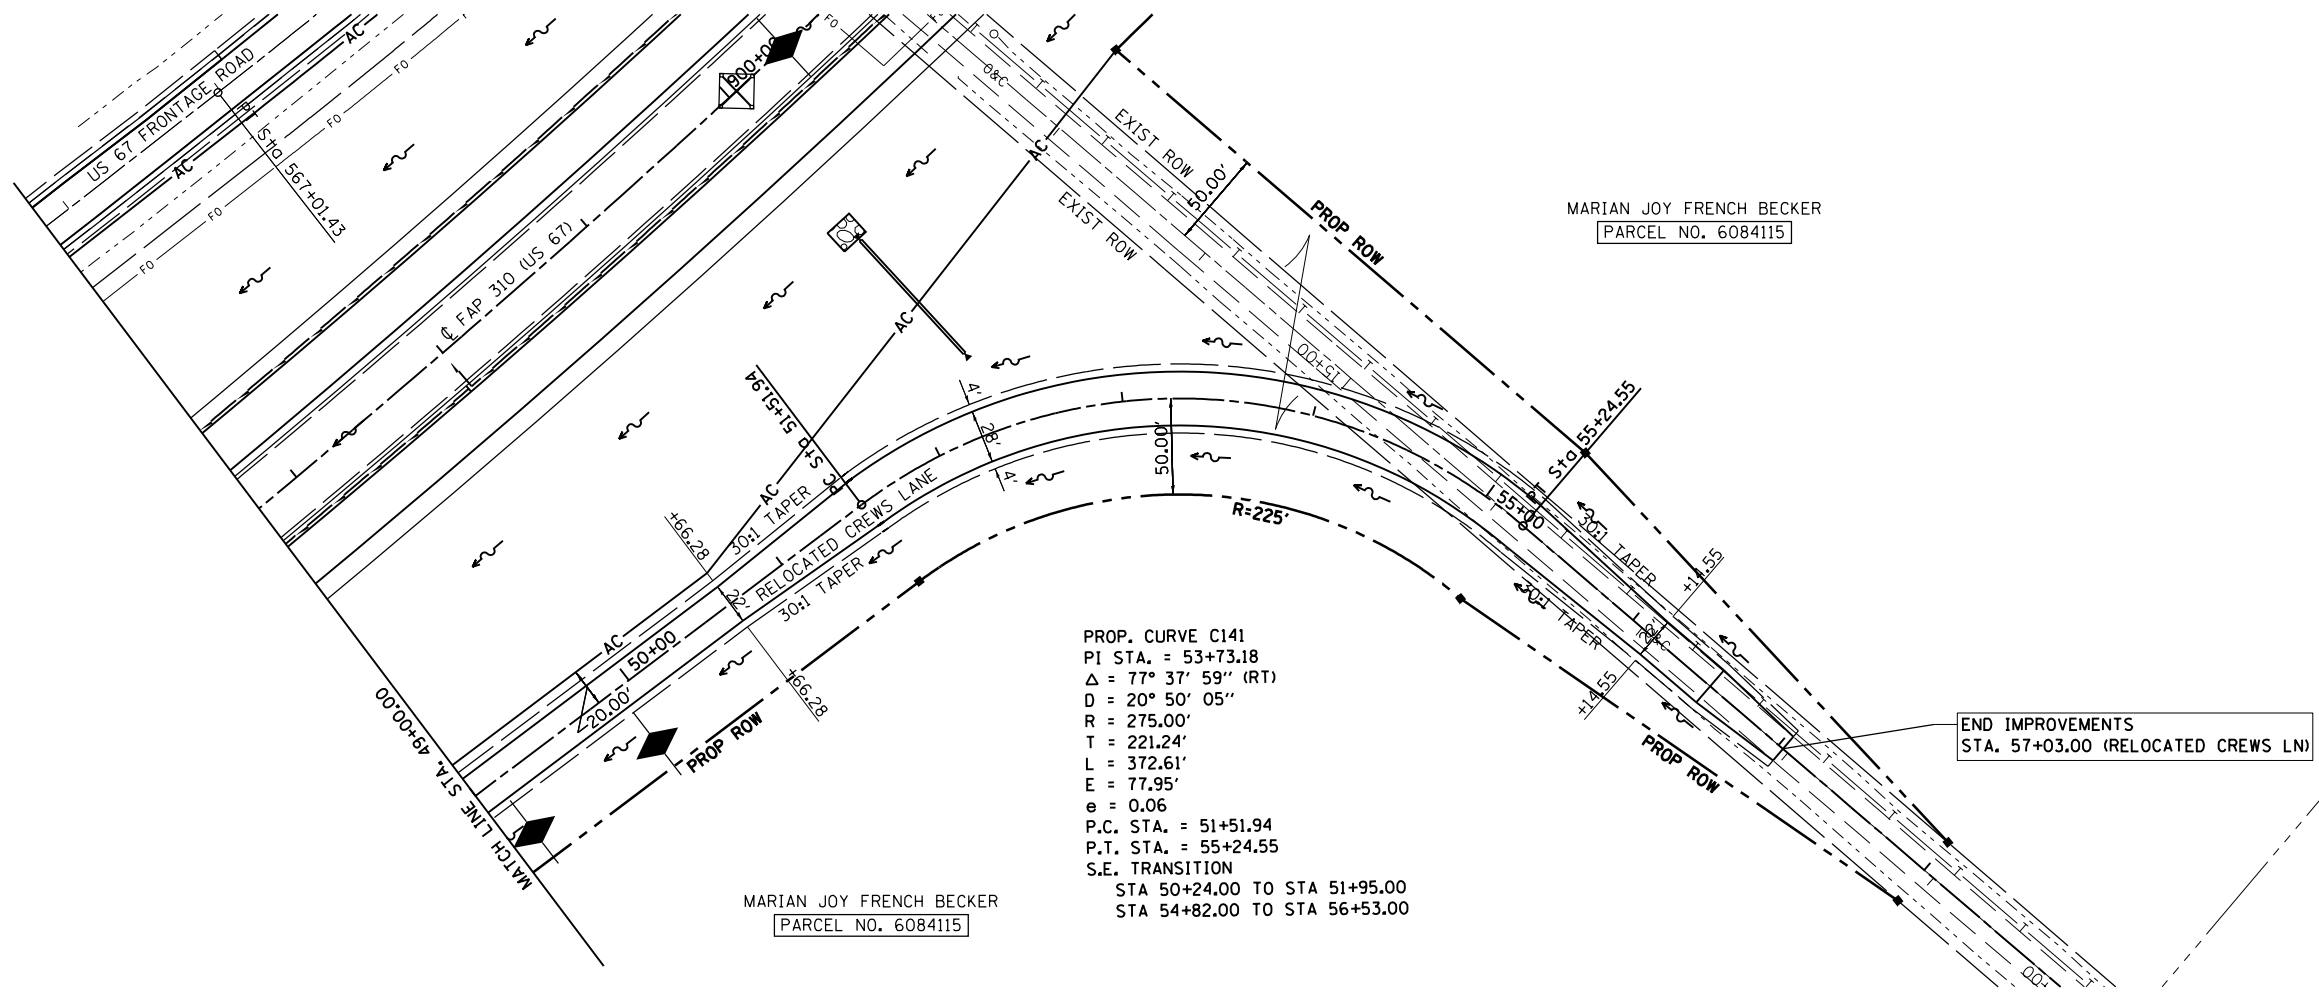 US 67 FRONTAGE ROAD
AC
AC
FO
FO
FO
FO
FO
PI Sta 567+01.43
900+00
O&C
℄ FAP 310 (US 67)
EXIST ROW
EXIST ROW
50.00'
PROP ROW
MARIAN JOY FRENCH BECKER
PARCEL NO. 6084115
AC
AC
AC
AC
PC Sta 51+51.94
4'
28'
4'
50.00'
R=225'
15+00
PT Sta 55+24.55
55+00
30:1 TAPER
30:1 TAPER
+14.55
+14.55
O&C
+66.28
30:1 TAPER
RELOCATED CREWS LANE
22'
30:1 TAPER
+66.28
50+00
20.00'
PROP ROW
MATCH LINE STA. 49+00.00
PROP. CURVE C141
PI STA. = 53+73.18
Δ = 77° 37' 59'' (RT)
D = 20° 50' 05''
R = 275.00'
T = 221.24'
L = 372.61'
E = 77.95'
e = 0.06
P.C. STA. = 51+51.94
P.T. STA. = 55+24.55
S.E. TRANSITION
STA 50+24.00 TO STA 51+95.00
STA 54+82.00 TO STA 56+53.00
PROP ROW
END IMPROVEMENTS
STA. 57+03.00 (RELOCATED CREWS LN)
MARIAN JOY FRENCH BECKER
PARCEL NO. 6084115